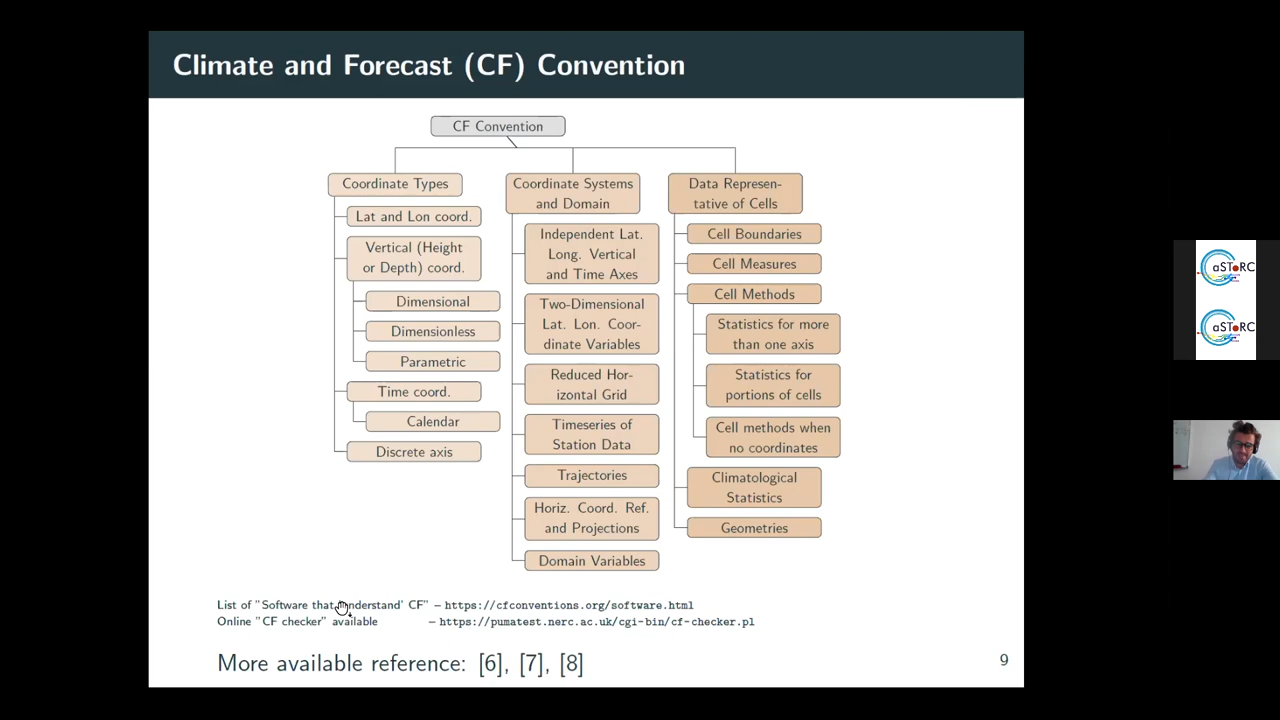 Climate and Forecast (CF) Convention
CF Convention
Coordinate Types
Lat and Lon coord.
Vertical (Height
or Depth) coord.
Dimensional
Dimensionless
Parametric
Time coord.
Calendar
Discrete axis
Coordinate Systems
and Domain
Independent Lat.
Long. Vertical
and Time Axes
Two-Dimensional
Lat. Lon. Coor-
dinate Variables
Reduced Hor-
izontal Grid
Timeseries of
Station Data
Trajectories
Horiz. Coord. Ref.
and Projections
Domain Variables
Data Represen-
tative of Cells
Cell Boundaries
Cell Measures
Cell Methods
Statistics for more
than one axis
Statistics for
portions of cells
Cell methods when
no coordinates
Climatological
Statistics
Geometries
List of "Software that 'understand' CF" – https://cfconventions.org/software.html
Online "CF checker" available – https://pumatest.nerc.ac.uk/cgi-bin/cf-checker.pl
More available reference: [6], [7], [8]
9
CaSToRC
CaSToRC